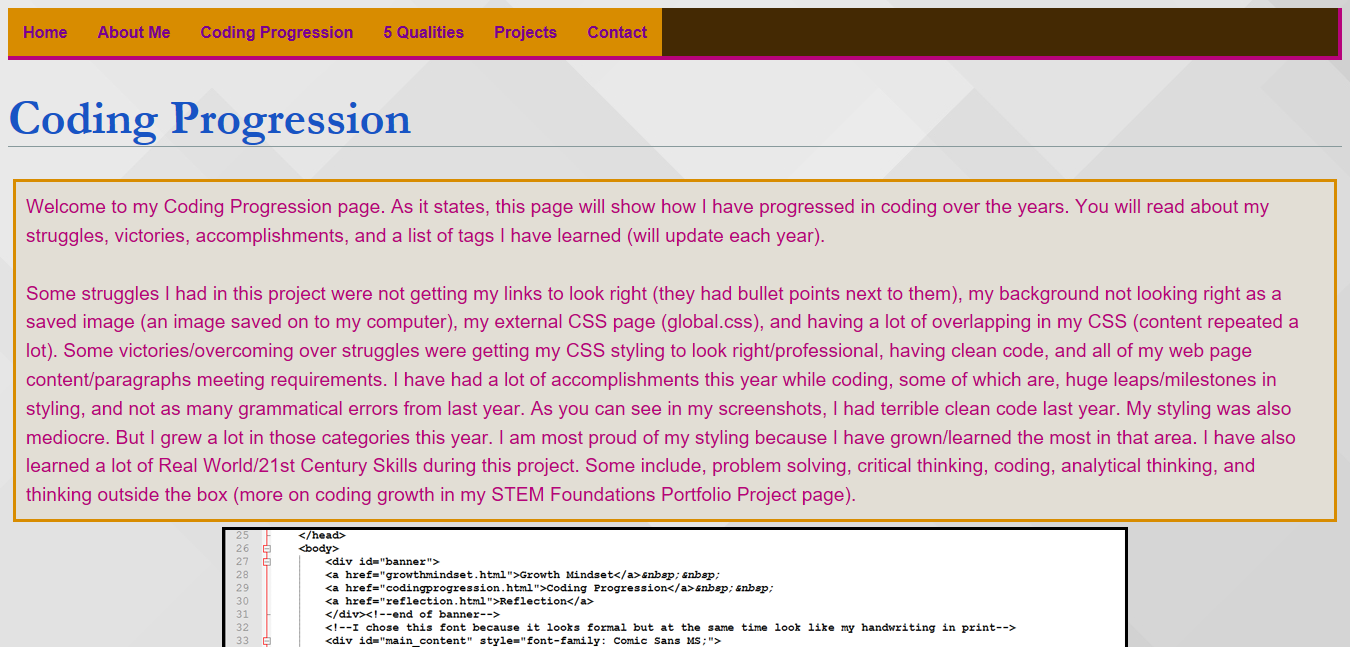 Home About Me Coding Progression 5 Qualities Projects Contact
Coding Progression
Welcome to my Coding Progression page. As it states, this page will show how I have progressed in coding over the years. You will read about my
struggles, victories, accomplishments, and a list of tags I have learned (will update each year).
Some struggles I had in this project were not getting my links to look right (they had bullet points next to them), my background not looking right as a
saved image (an image saved on to my computer), my external CSS page (global.css), and having a lot of overlapping in my CSS (content repeated a
lot). Some victories/overcoming over struggles were getting my CSS styling to look right/professional, having clean code, and all of my web page
content/paragraphs meeting requirements. I have had a lot of accomplishments this year while coding, some of which are, huge leaps/milestones in
styling, and not as many grammatical errors from last year. As you can see in my screenshots, I had terrible clean code last year. My styling was also
mediocre. But I grew a lot in those categories this year. I am most proud of my styling because I have grown/learned the most in that area. I have also
learned a lot of Real World/21st Century Skills during this project. Some include, problem solving, critical thinking, coding, analytical thinking, and
thinking outside the box (more on coding growth in my STEM Foundations Portfolio Project page).
25 </head>
26 <body>
27 <div id="banner">
28 <a href="growthmindset.html">Growth Mindset</a>&nbsp;&nbsp;
29 <a href="codingprogression.html">Coding Progression</a>&nbsp;&nbsp;
30 <a href="reflection.html">Reflection</a>
31 </div><!--end of banner-->
32 <!--I chose this font because it looks formal but at the same time look like my handwriting in print-->
33 <div id="main_content" style="font-family: Comic Sans MS;">